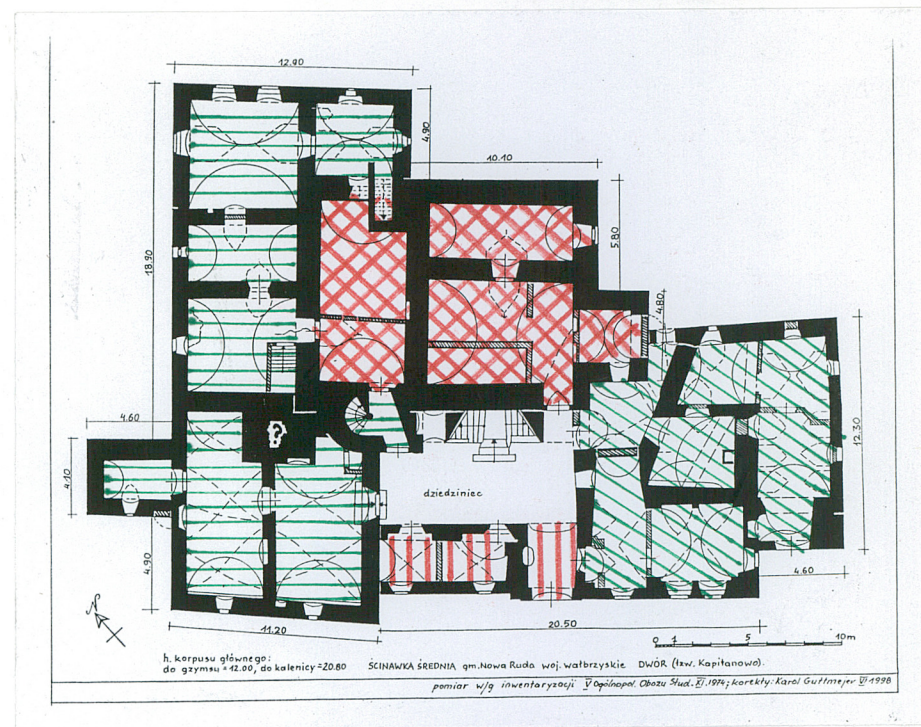 12.90
4.90
10.10
5.80
18.90
4.80
4.60
12.30
4.10
dziedziniec
4.90
4.60
N
11.20
20.50
0 1 5 10m
h. korpusu głównego:
do gzymsu = 12.00, do kalenicy = 20.80
ŚCINAWKA ŚREDNIA gm. Nowa Ruda woj. wałbrzyskie DWÓR (tzw. Kapitanowo).
pomiar w/g inwentaryzacji V Ogólnopol. Obozu Stud. - XI.1974; korekty: Karol Guttmejer VI 1998